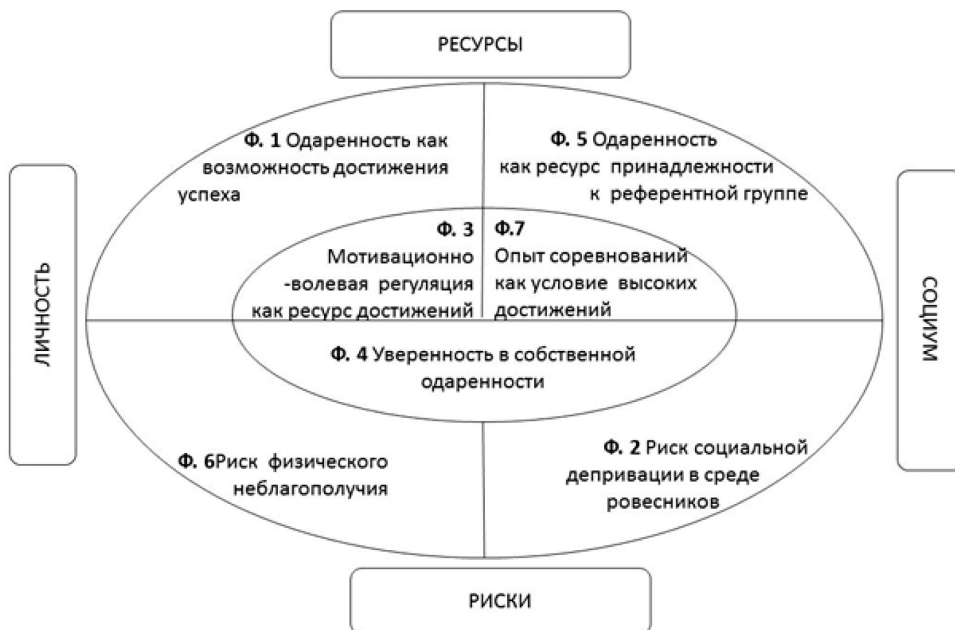 РЕСУРСЫ
Ф. 1 Одаренность как
возможность достижения
успеха
Ф. 5 Одаренность
как ресурс принадлежности
к референтной группе
Ф. 3
Мотивационно
-волевая регуляция
как ресурс достижений
Ф.7
Опыт соревнований
как условие высоких
достижений
ЛИЧНОСТЬ
СОЦИУМ
Ф. 4 Уверенность в собственной
одаренности
Ф. 6Риск физического
неблагополучия
Ф. 2 Риск социальной
депривации в среде
ровесников
РИСКИ